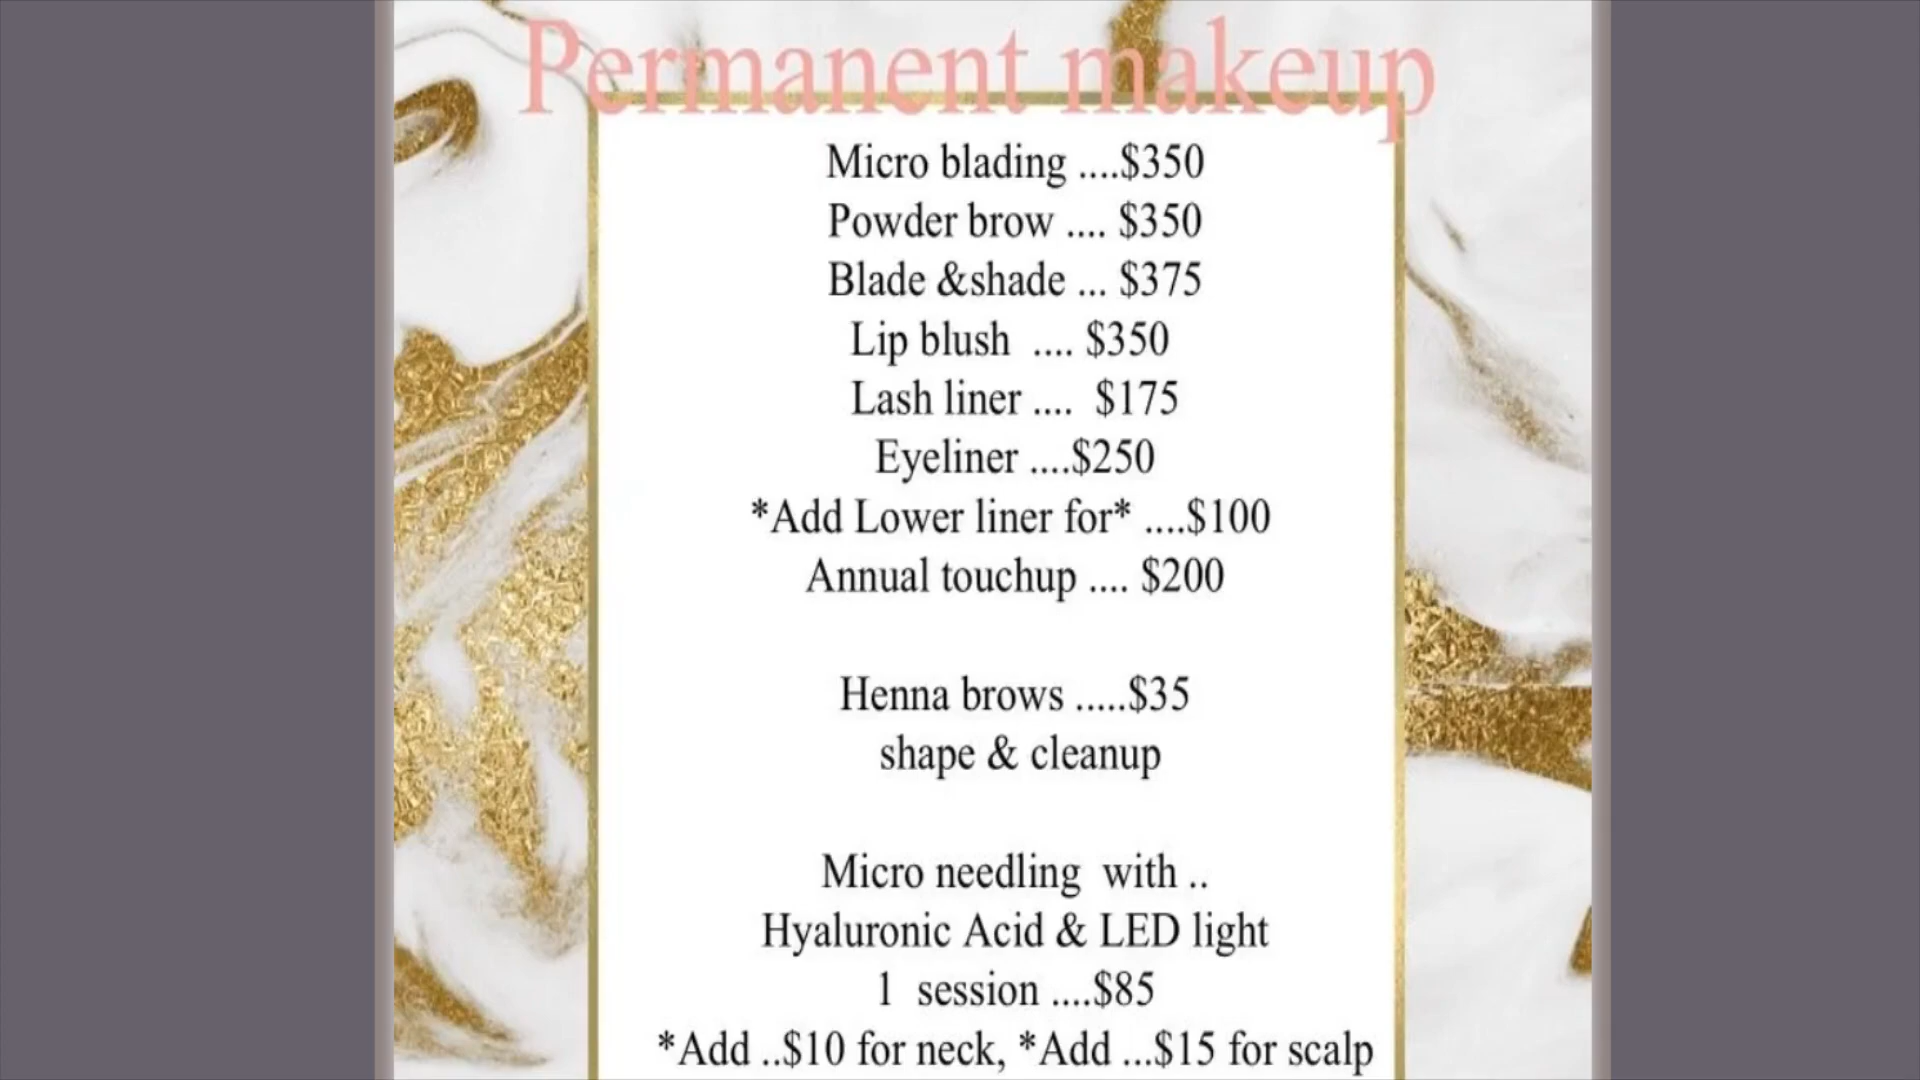 Permanent makeup
Micro blading ....$350
Powder brow .... $350
Blade &shade ... $375
Lip blush .... $350
Lash liner .... $175
Eyeliner ....$250
*Add Lower liner for* ....$100
Annual touchup .... $200
Henna brows .....$35
shape & cleanup
Micro needling with ..
Hyaluronic Acid & LED light
1 session ....$85
*Add ..$10 for neck, *Add ...$15 for scalp